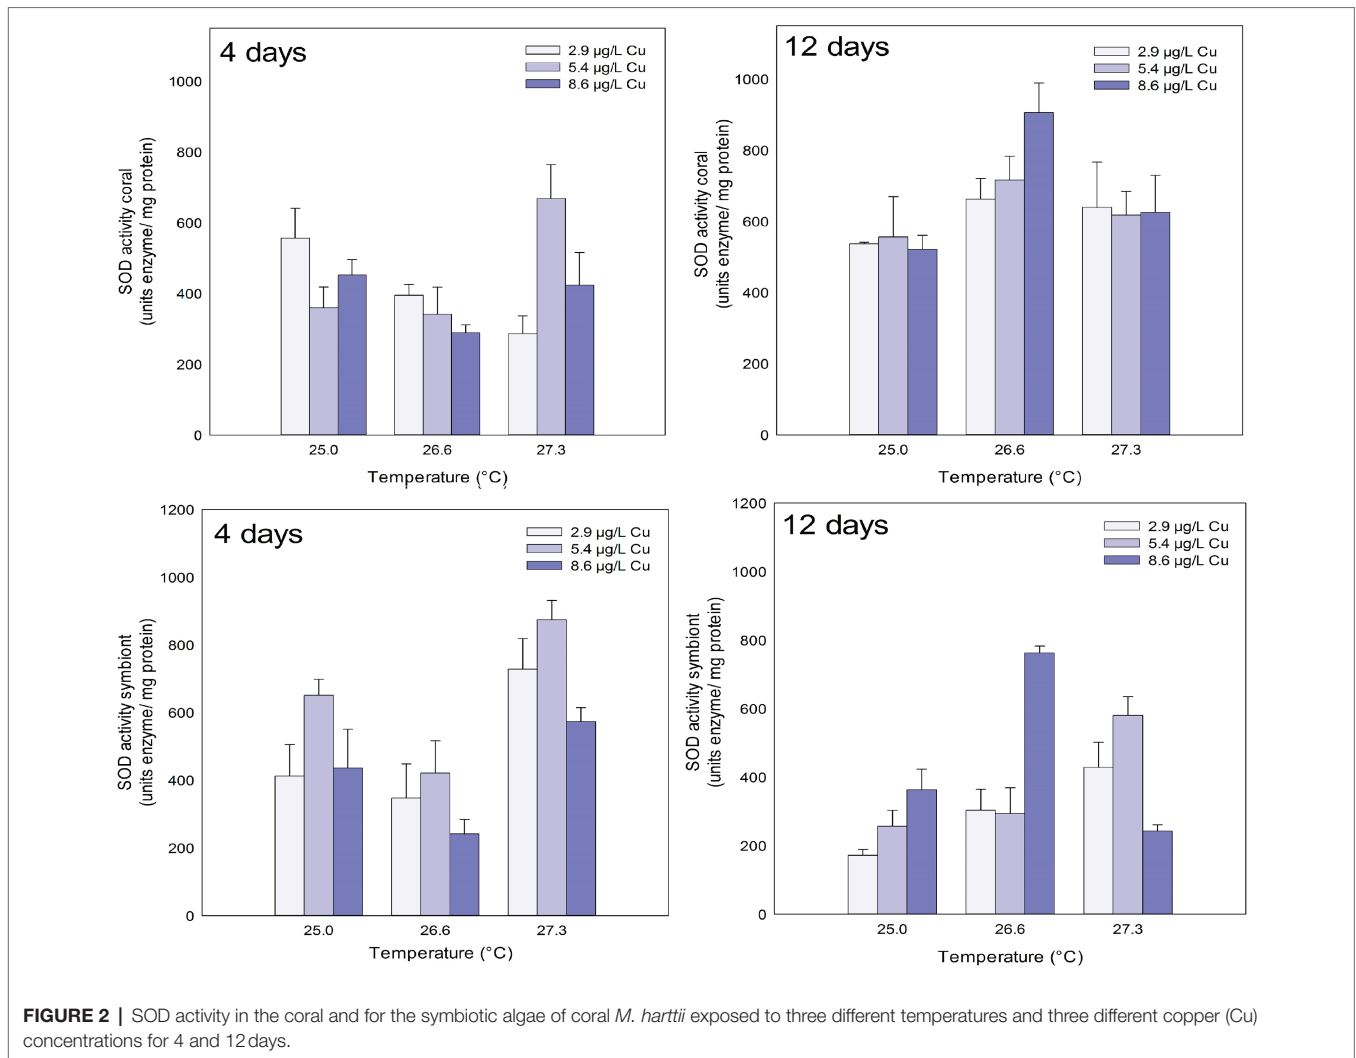 4 days
2.9 µg/L Cu
5.4 µg/L Cu
8.6 µg/L Cu
1000
800
600
400
200
0
SOD activity coral
(units enzyme/ mg protein)
25.0
26.6
27.3
Temperature (°C)
12 days
2.9 µg/L Cu
5.4 µg/L Cu
8.6 µg/L Cu
1000
800
600
400
200
0
SOD activity coral
(units enzyme/ mg protein)
25.0
26.6
27.3
Temperature (°C)
4 days
2.9 µg/L Cu
5.4 µg/L Cu
8.6 µg/L Cu
1200
1000
800
600
400
200
0
SOD activity symbiont
(units enzyme/ mg protein)
25.0
26.6
27.3
Temperature (°C)
12 days
2.9 µg/L Cu
5.4 µg/L Cu
8.6 µg/L Cu
1200
1000
800
600
400
200
0
SOD activity symbiont
(units enzyme/ mg protein)
25.0
26.6
27.3
Temperature (°C)
FIGURE 2 | SOD activity in the coral and for the symbiotic algae of coral M. harttii exposed to three different temperatures and three different copper (Cu)
concentrations for 4 and 12 days.